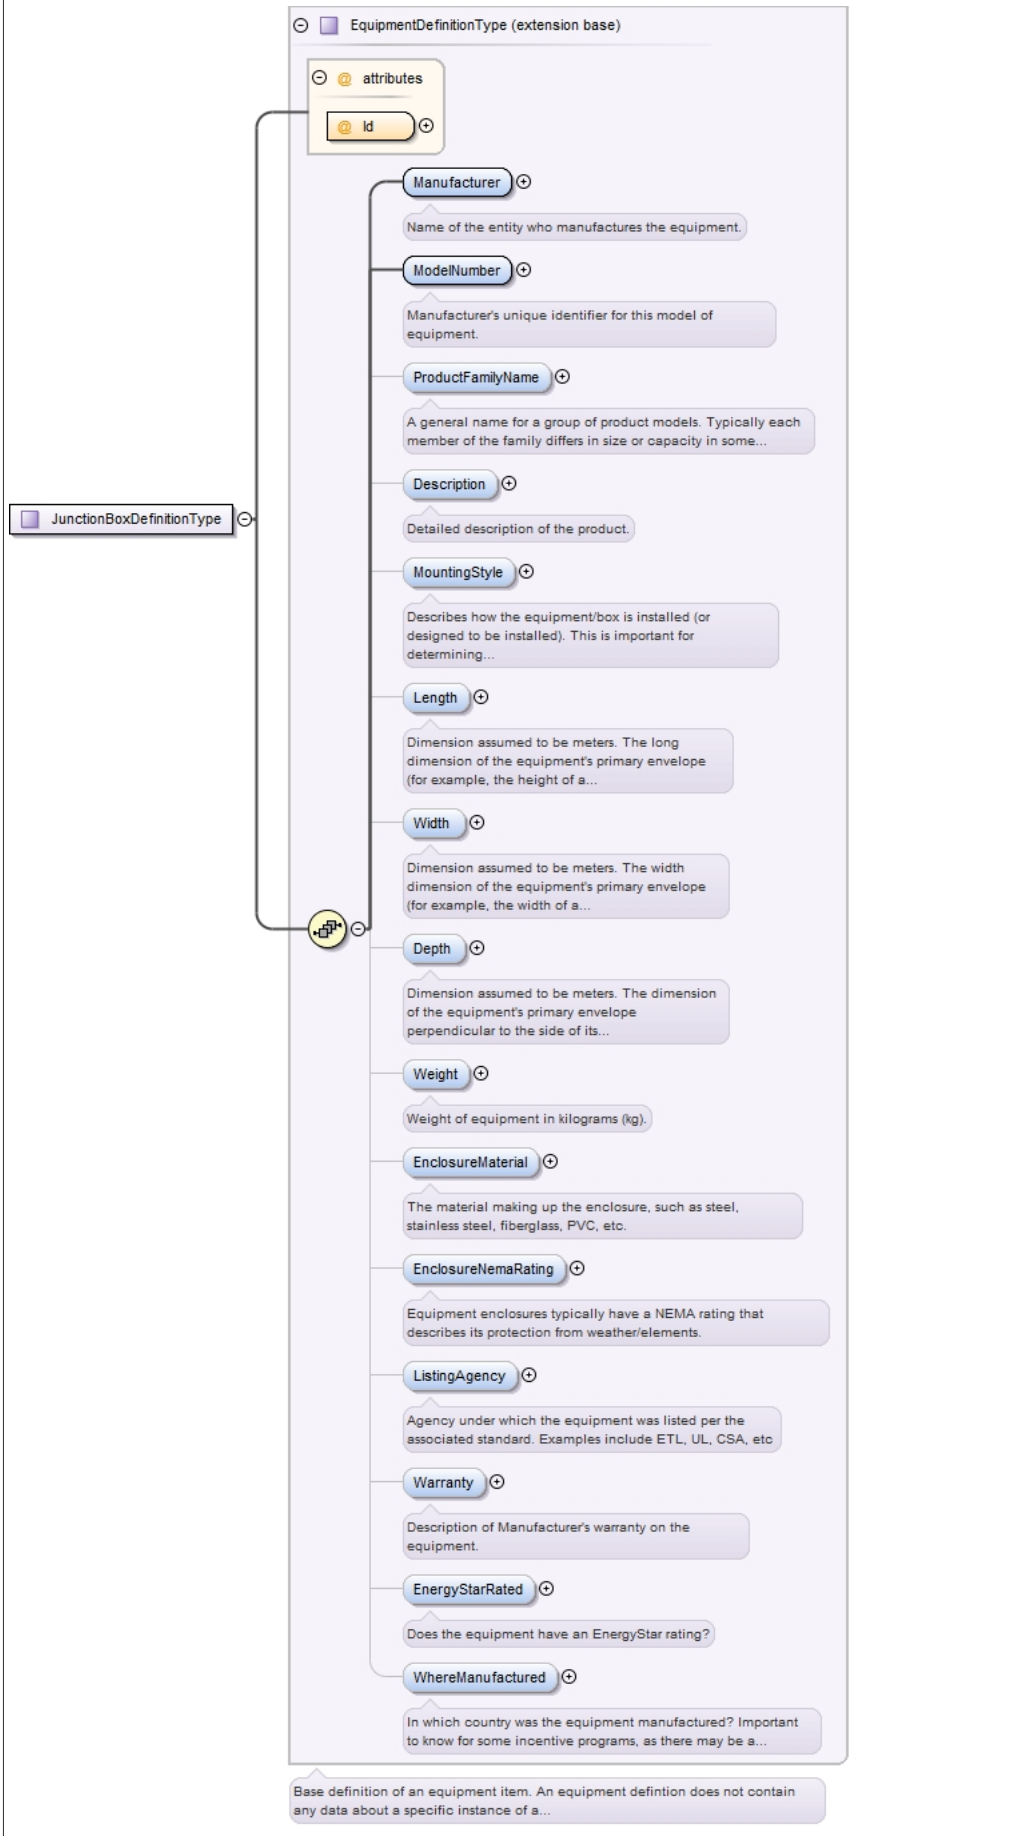 EquipmentDefinitionType (extension base)
@ attributes
@ Id
Manufacturer
Name of the entity who manufactures the equipment.
ModelNumber
Manufacturer's unique identifier for this model of
equipment.
ProductFamilyName
A general name for a group of product models. Typically each
member of the family differs in size or capacity in some...
Description
JunctionBoxDefinitionType
Detailed description of the product.
MountingStyle
Describes how the equipment/box is installed (or
designed to be installed). This is important for
determining...
Length
Dimension assumed to be meters. The long
dimension of the equipment's primary envelope
(for example, the height of a...
Width
Dimension assumed to be meters. The width
dimension of the equipment's primary envelope
(for example, the width of a...
Depth
Dimension assumed to be meters. The dimension
of the equipment's primary envelope
perpendicular to the side of its...
Weight
Weight of equipment in kilograms (kg).
EnclosureMaterial
The material making up the enclosure, such as steel,
stainless steel, fiberglass, PVC, etc.
EnclosureNemaRating
Equipment enclosures typically have a NEMA rating that
describes its protection from weather/elements.
ListingAgency
Agency under which the equipment was listed per the
associated standard. Examples include ETL, UL, CSA, etc
Warranty
Description of Manufacturer's warranty on the
equipment.
EnergyStarRated
Does the equipment have an EnergyStar rating?
WhereManufactured
In which country was the equipment manufactured? Important
to know for some incentive programs, as there may be a...
Base definition of an equipment item. An equipment defintion does not contain
any data about a specific instance of a...